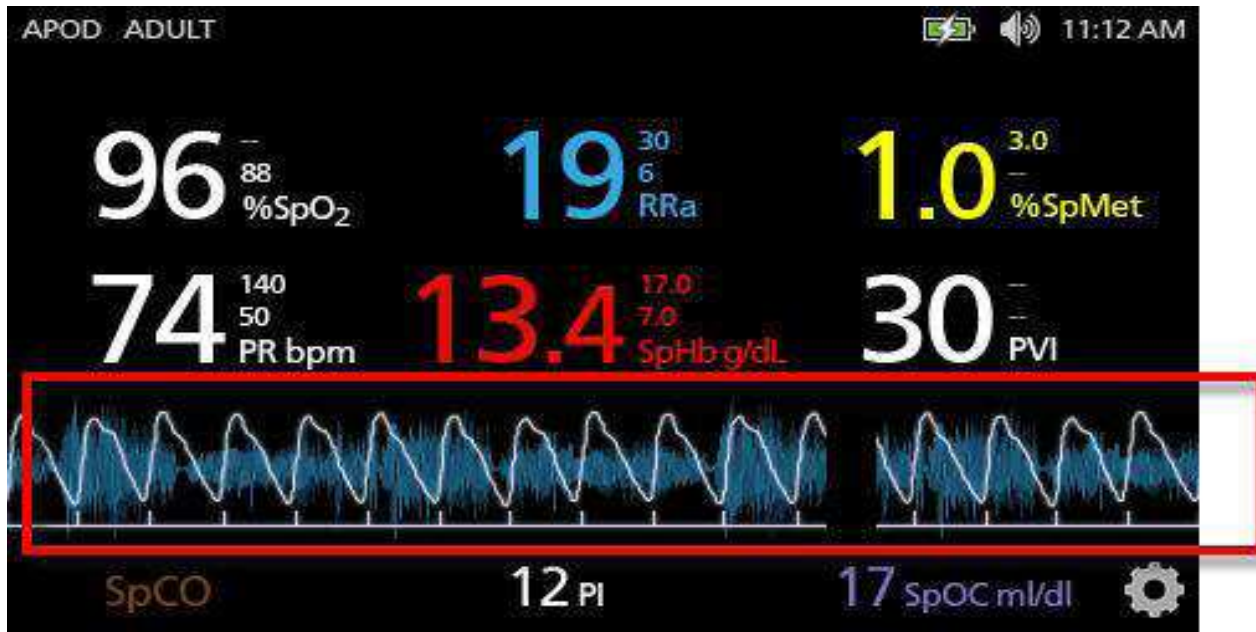 APOD ADULT 11:12 AM
96 -- 88 %SpO₂
19 30 6 RRa
1.0 3.0 -- %SpMet
74 140 50 PR bpm
13.4 17.0 7.0 SpHb g/dL
30 -- -- PVI
SpCO 12 PI 17 SpOC ml/dl